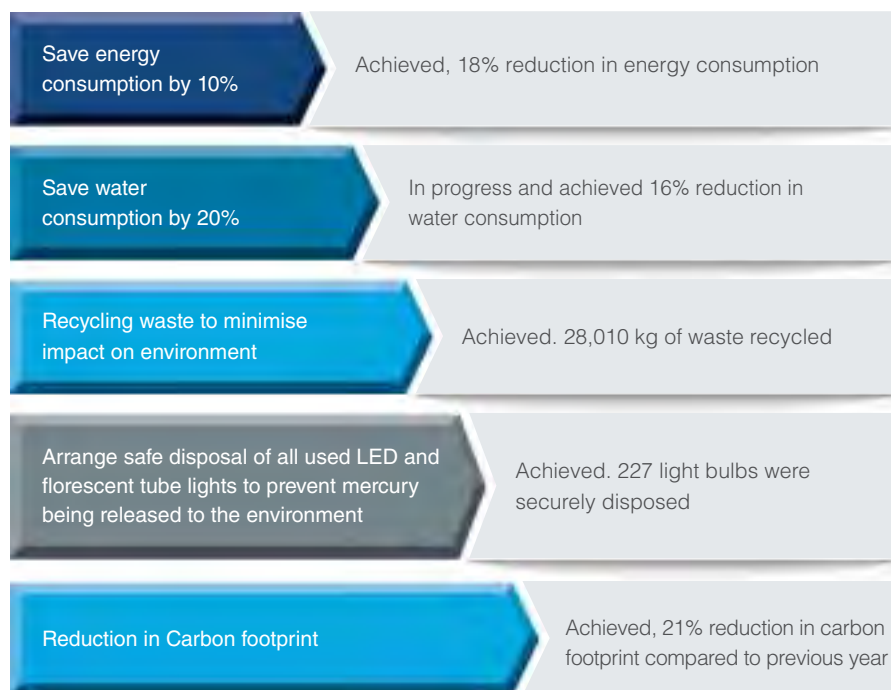 Save energy
consumption by 10%
Achieved, 18% reduction in energy consumption
Save water
consumption by 20%
In progress and achieved 16% reduction in
water consumption
Recycling waste to minimise
impact on environment
Achieved. 28,010 kg of waste recycled
Arrange safe disposal of all used LED and
florescent tube lights to prevent mercury
being released to the environment
Achieved. 227 light bulbs were
securely disposed
Reduction in Carbon footprint
Achieved, 21% reduction in carbon
footprint compared to previous year